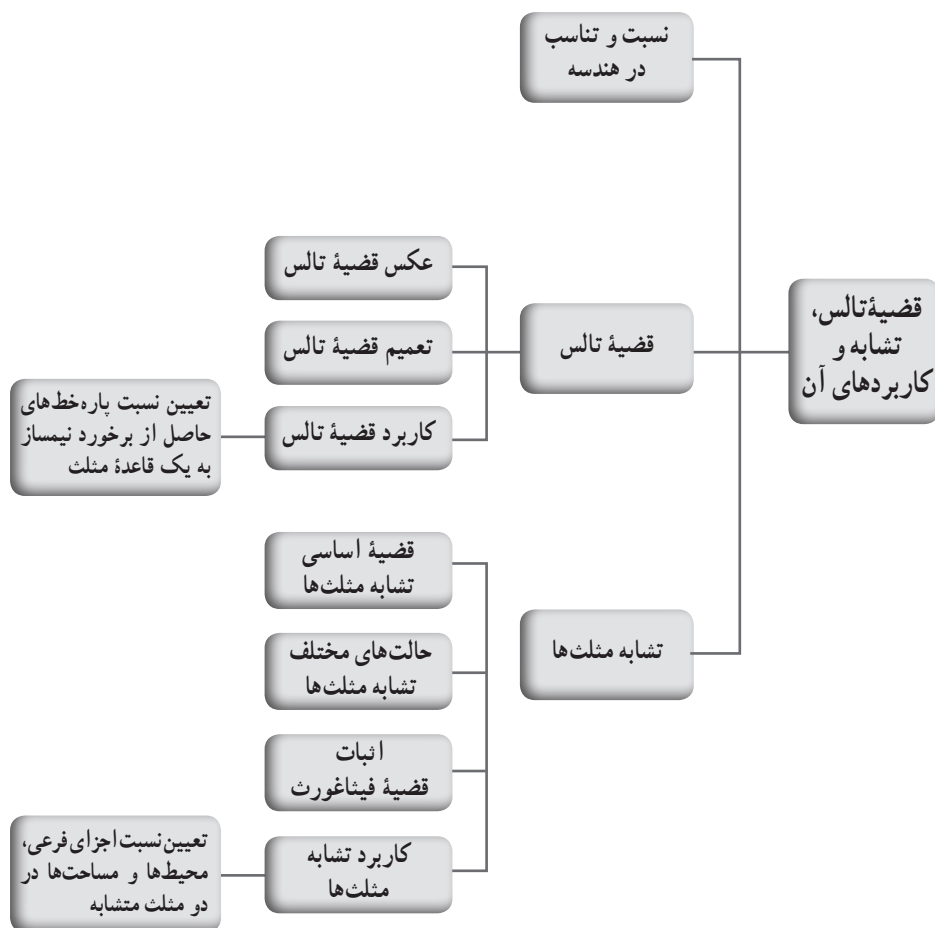 نسبت و تناسب
در هندسه
قضیهٔ تالس،
تشابه و
کاربردهای آن
عکس قضیهٔ تالس
قضیهٔ تالس
تعمیم قضیهٔ تالس
کاربرد قضیهٔ تالس
تعیین نسبت پاره‌خط‌های
حاصل از برخورد نیمساز
به یک قاعدهٔ مثلث
تشابه مثلث‌ها
قضیهٔ اساسی
تشابه مثلث‌ها
حالت‌های مختلف
تشابه مثلث‌ها
اثبات
قضیهٔ فیثاغورث
کاربرد تشابه
مثلث‌ها
تعیین نسبت اجزای فرعی،
محیط‌ها و مساحت‌ها در
دو مثلث متشابه